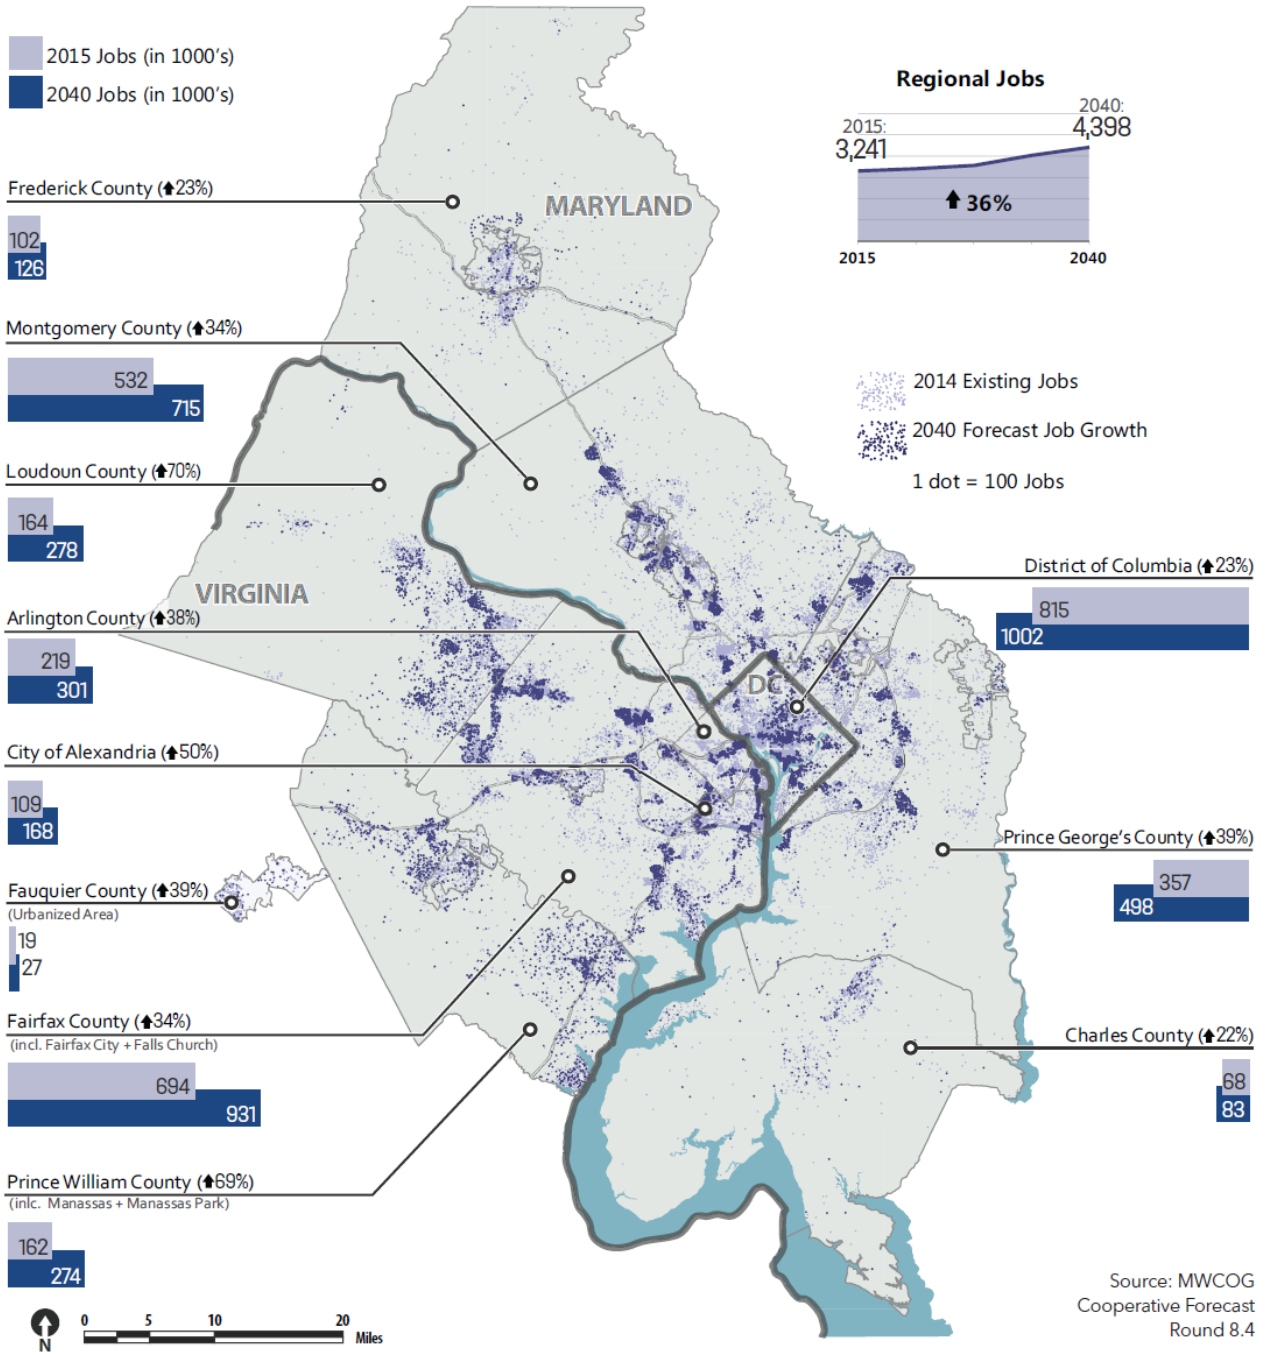 2015 Jobs (in 1000's)
2040 Jobs (in 1000's)
Regional Jobs
2015:
3,241
2040:
4,398
36%
2015
2040
Frederick County (↑23%)
102
126
MARYLAND
Montgomery County (↑34%)
532
715
2014 Existing Jobs
2040 Forecast Job Growth
1 dot = 100 Jobs
Loudoun County (↑70%)
164
278
VIRGINIA
District of Columbia (↑23%)
815
1002
Arlington County (↑38%)
219
301
DC
City of Alexandria (↑50%)
109
168
Prince George's County (↑39%)
357
498
Fauquier County (↑39%)
(Urbanized Area)
19
27
Fairfax County (↑34%)
(incl. Fairfax City + Falls Church)
694
931
Charles County (↑22%)
68
83
Prince William County (↑69%)
(inlc. Manassas + Manassas Park)
162
274
N
0 5 10 20
Miles
Source: MWCOG
Cooperative Forecast
Round 8.4